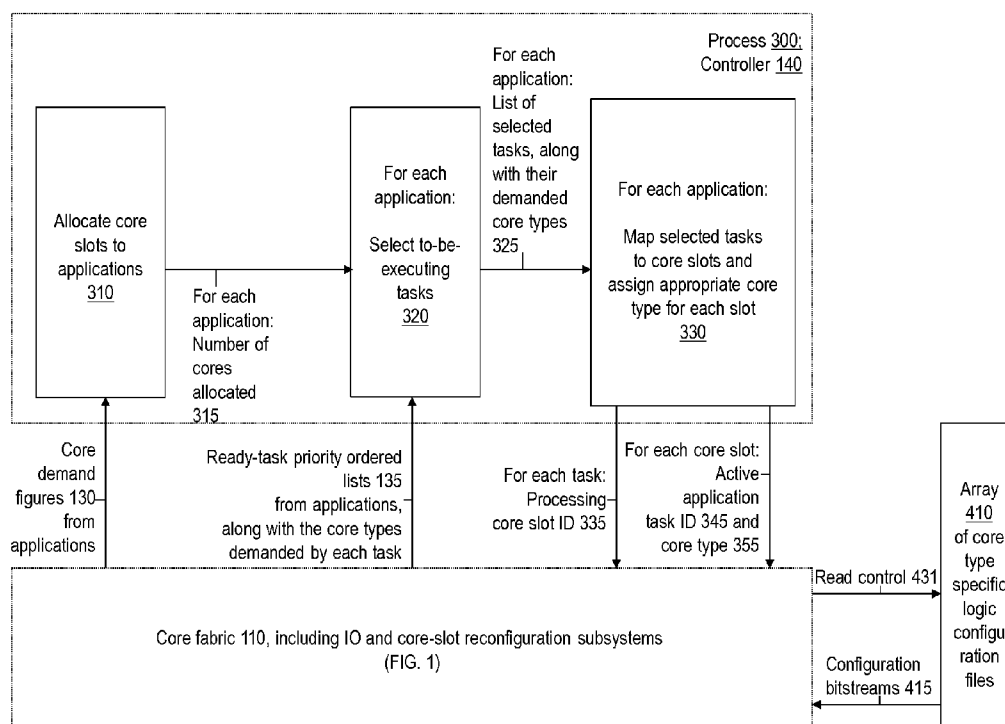 Process 300;
Controller 140
Allocate core
slots to
applications
310
For each
application:
Number of
cores
allocated
315
For each
application:
Select to-be-
executing
tasks
320
For each
application:
List of
selected
tasks, along
with their
demanded
core types
325
For each application:
Map selected tasks
to core slots and
assign appropriate core
type for each slot
330
Core
demand
figures 130
from
applications
Ready-task priority ordered
lists 135
from applications,
along with the core types
demanded by each task
For each task:
Processing
core slot ID 335
For each core slot:
Active
application
task ID 345 and
core type 355
Core fabric 110, including IO and core-slot reconfiguration subsystems
(FIG. 1)
Read control 431
Configuration
bitstreams 415
Array
410
of core
type
specific
logic
configu
ration
files